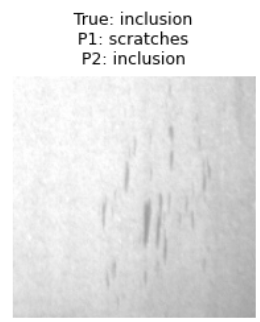 True: inclusion
P1: scratches
P2: inclusion